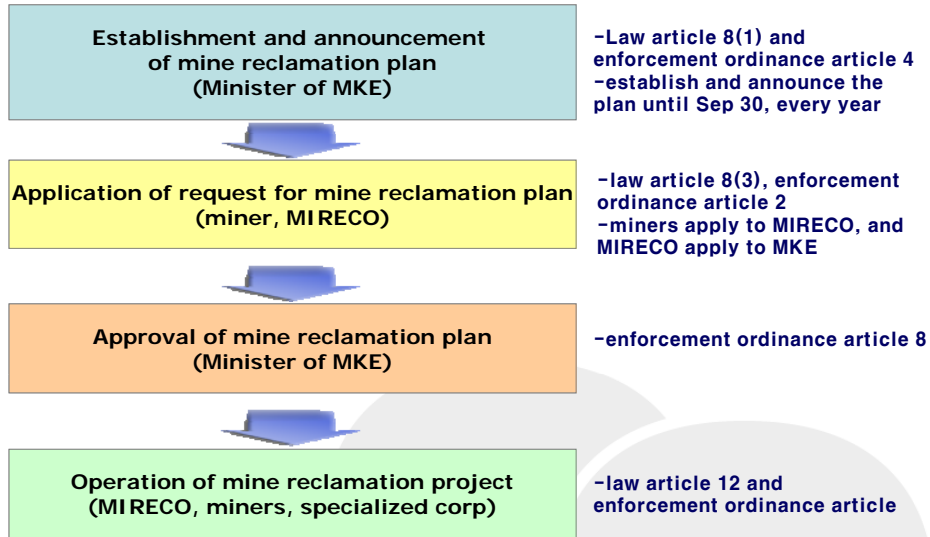 Establishment and announcement
of mine reclamation plan
(Minister of MKE)
-Law article 8(1) and
enforcement ordinance article 4
-establish and announce the
plan until Sep 30, every year
Application of request for mine reclamation plan
(miner, MIRECO)
-law article 8(3), enforcement
ordinance article 2
-miners apply to MIRECO, and
MIRECO apply to MKE
Approval of mine reclamation plan
(Minister of MKE)
-enforcement ordinance article 8
Operation of mine reclamation project
(MIRECO, miners, specialized corp)
-law article 12 and
enforcement ordinance article